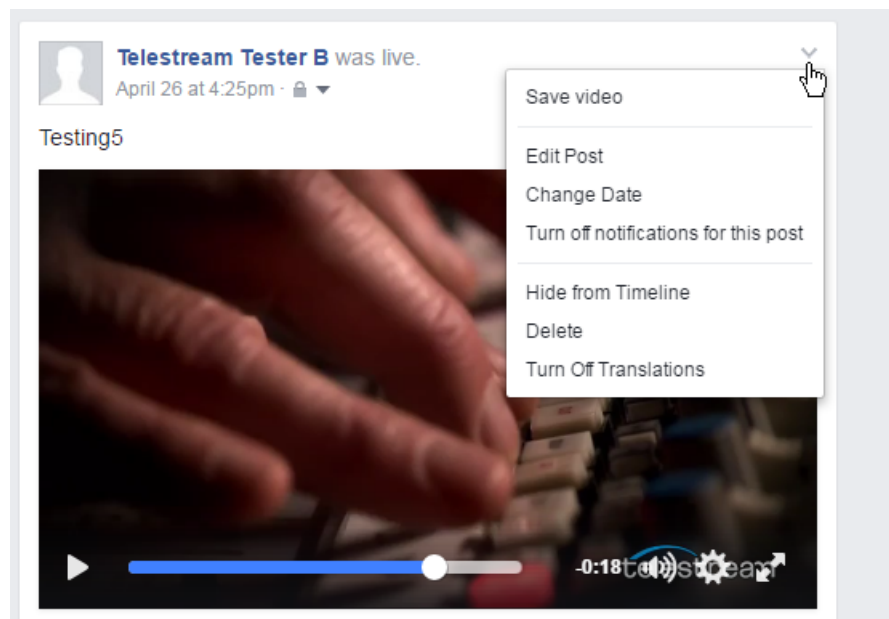 Telestream Tester B was live.
April 26 at 4:25pm ·
Testing5
Save video
Edit Post
Change Date
Turn off notifications for this post
Hide from Timeline
Delete
Turn Off Translations
-0:18
telestream